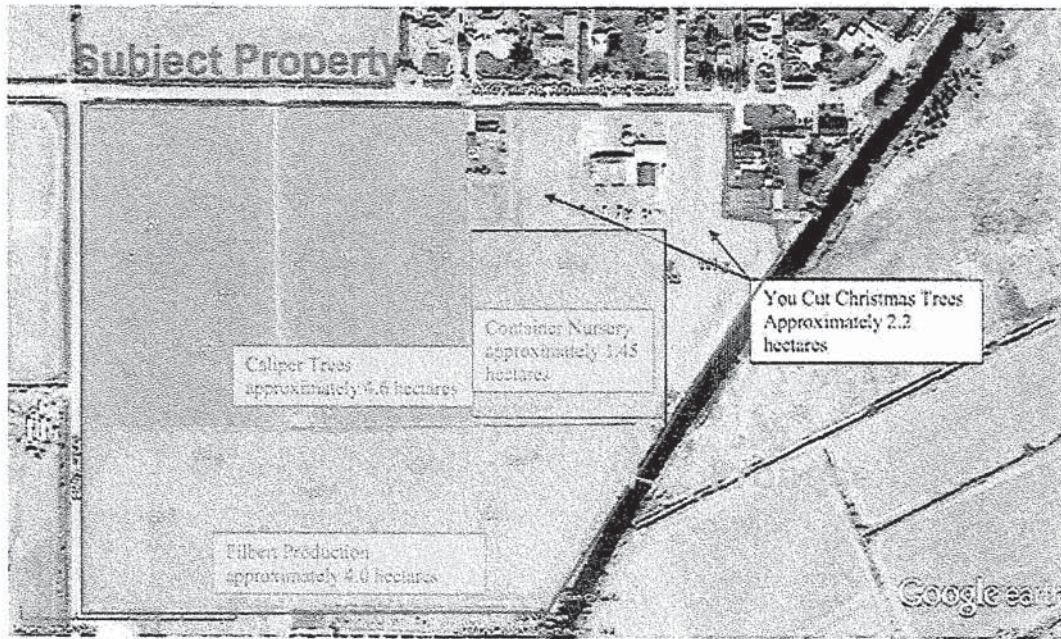 Subject Property
You Cut Christmas Trees
Approximately 2.2
hectares
Container Nursery
approximately 1.45
hectares
Caliper Trees
approximately 4.6 hectares
Filbert Production
approximately 4.0 hectares
Google earth